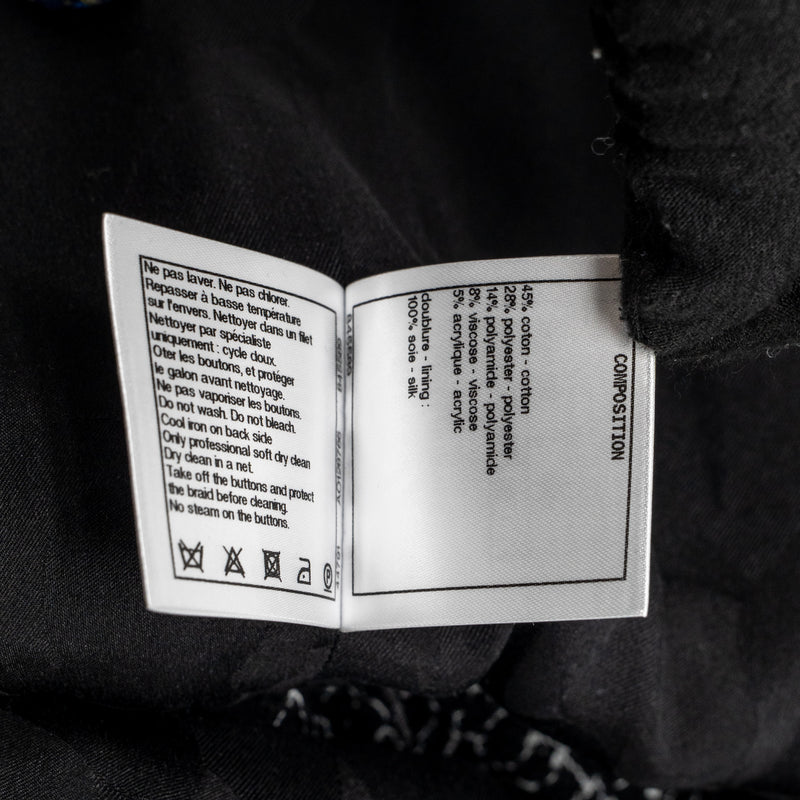 Ne pas laver. Ne pas chlorer.
Repasser à basse température
sur l'envers. Nettoyer dans un filet
Nettoyer par spécialiste
uniquement : cycle doux.
Oter les boutons, et protéger
le galon avant nettoyage.
Ne pas vaporiser les boutons.
Do not wash. Do not bleach.
Cool iron on back side
Only professional soft dry clean
Dry clean in a net.
Take off the buttons and protect
the braid before cleaning.
No steam on the buttons.
COMPOSITION
45% coton - cotton
28% polyester - polyester
14% polyamide - polyamide
8% viscose - viscose
5% acrylique - acrylic
doublure - lining :
100% soie - silk